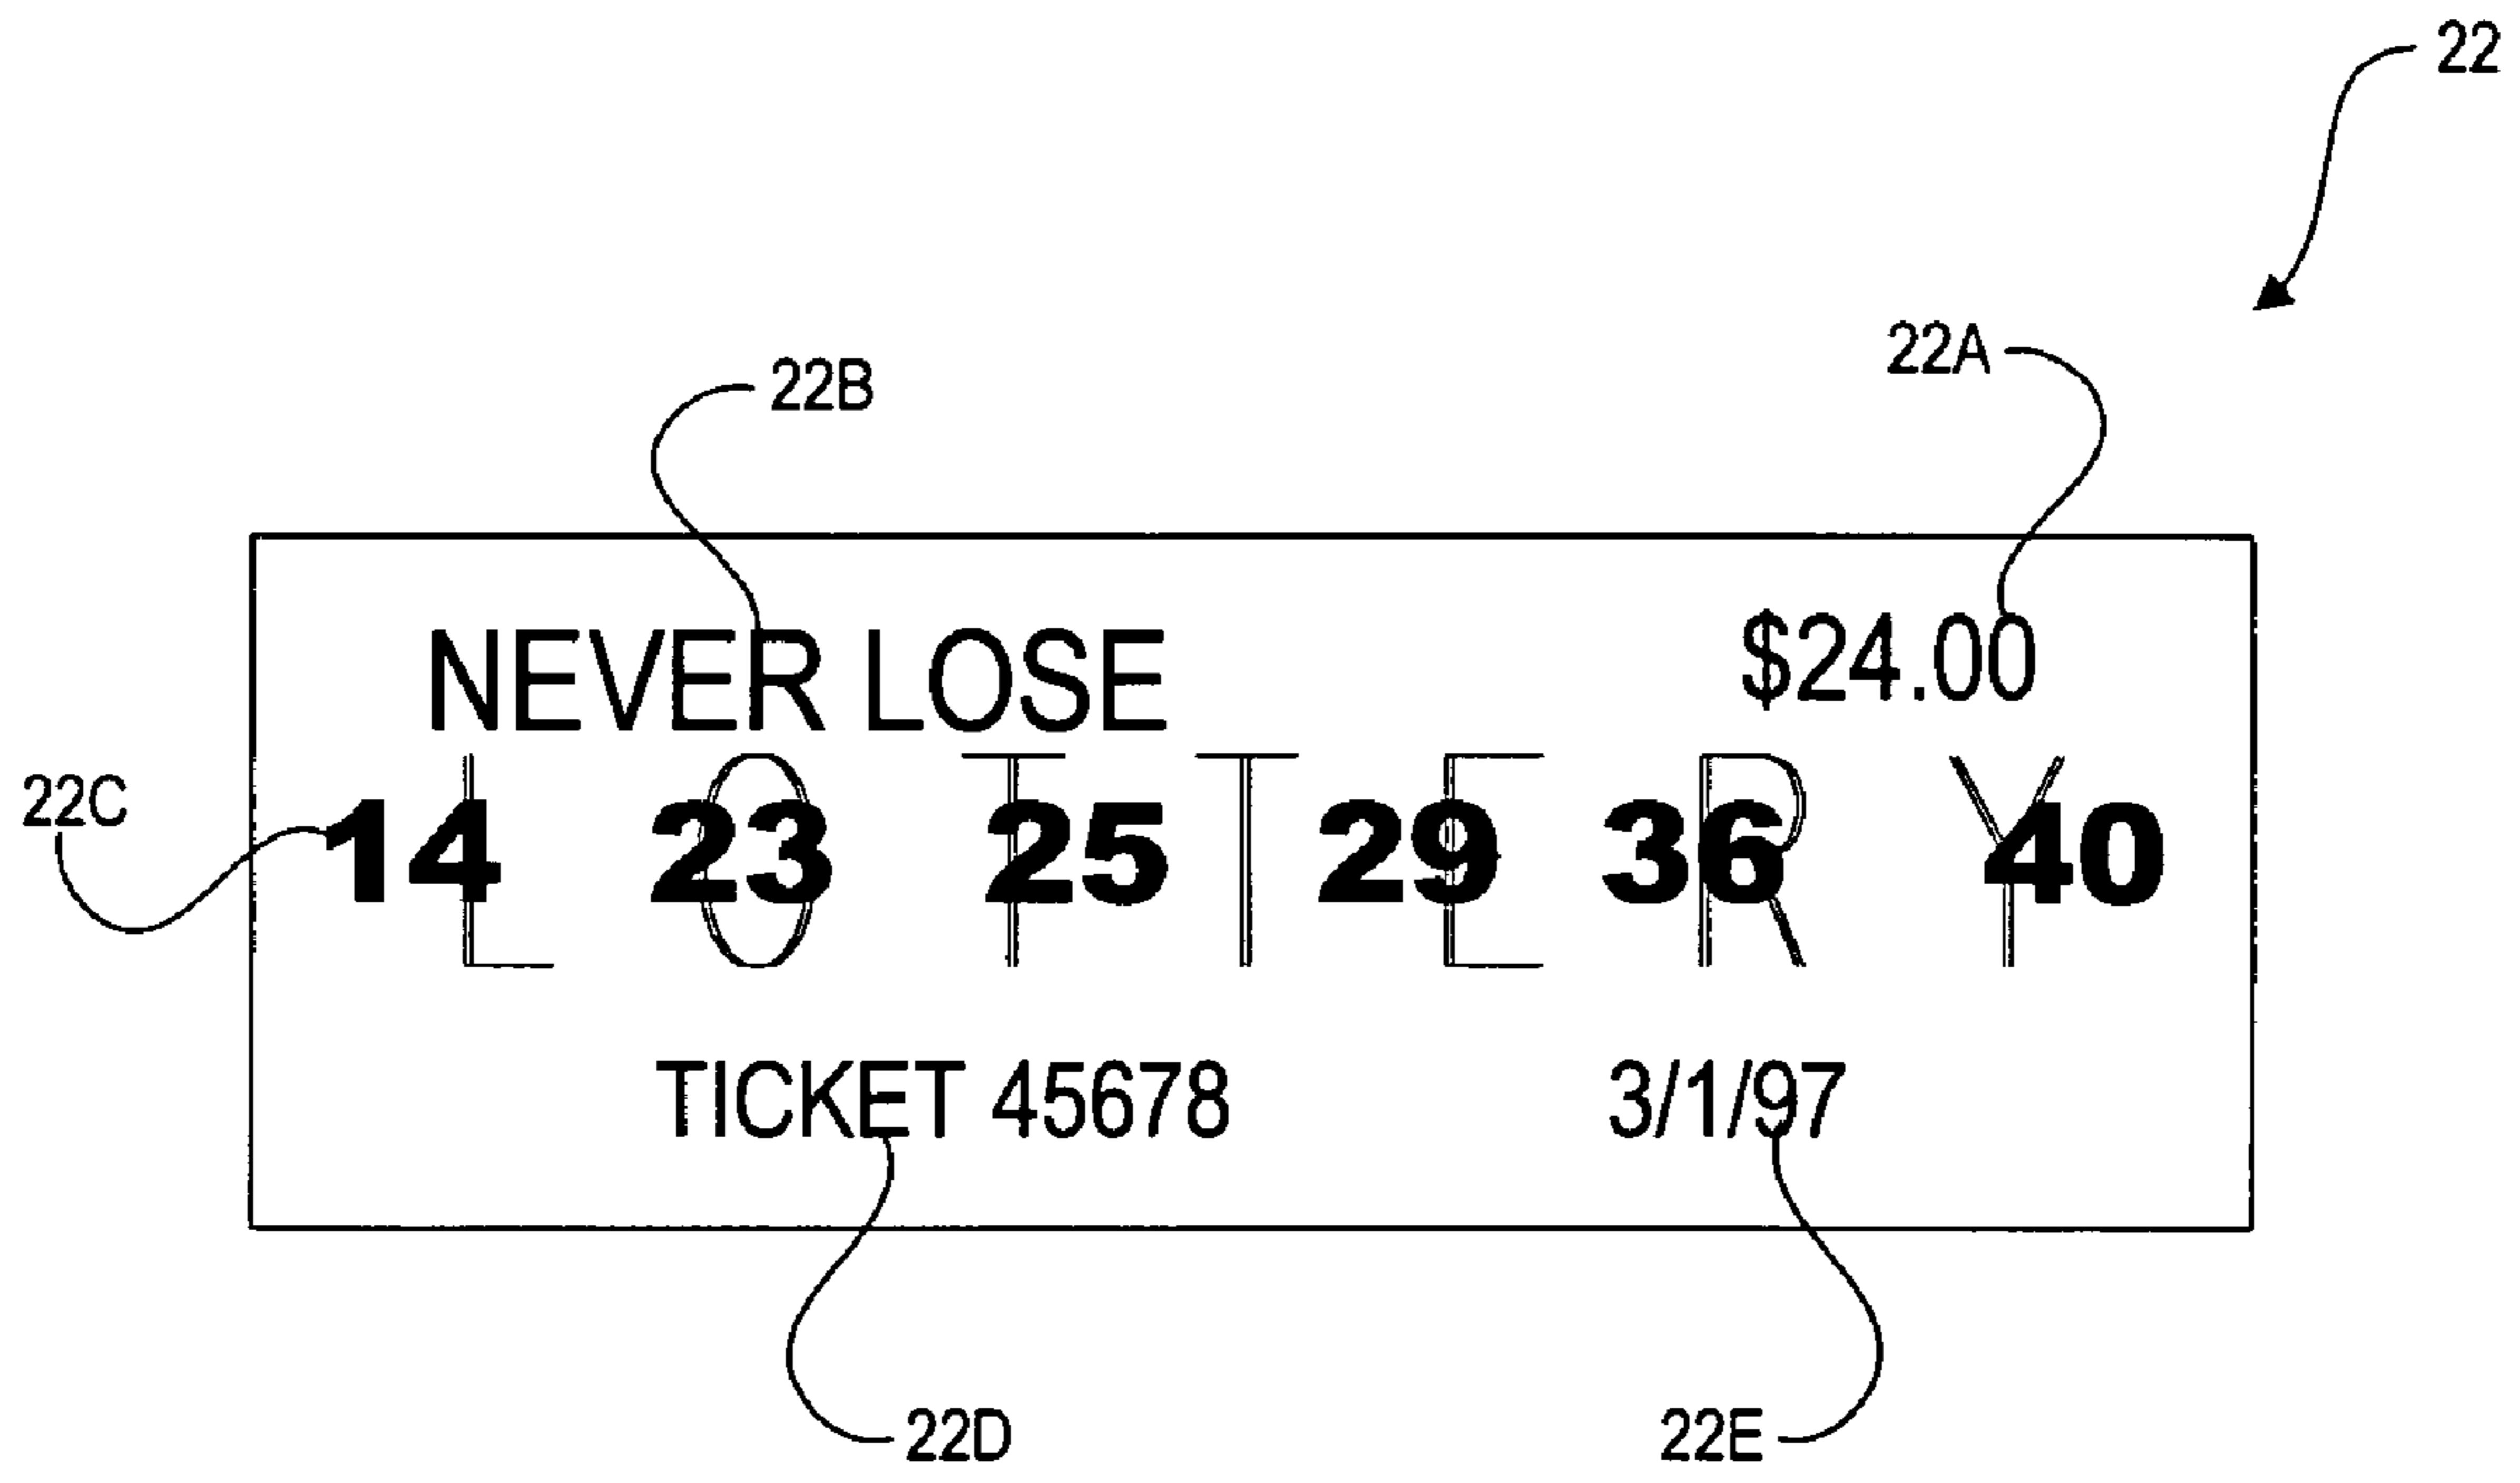 22
22A
22B
NEVER LOSE $24.00
LOTTERY
22C
14 23 25 29 36 40
TICKET 45678 3/1/97
22D 22E